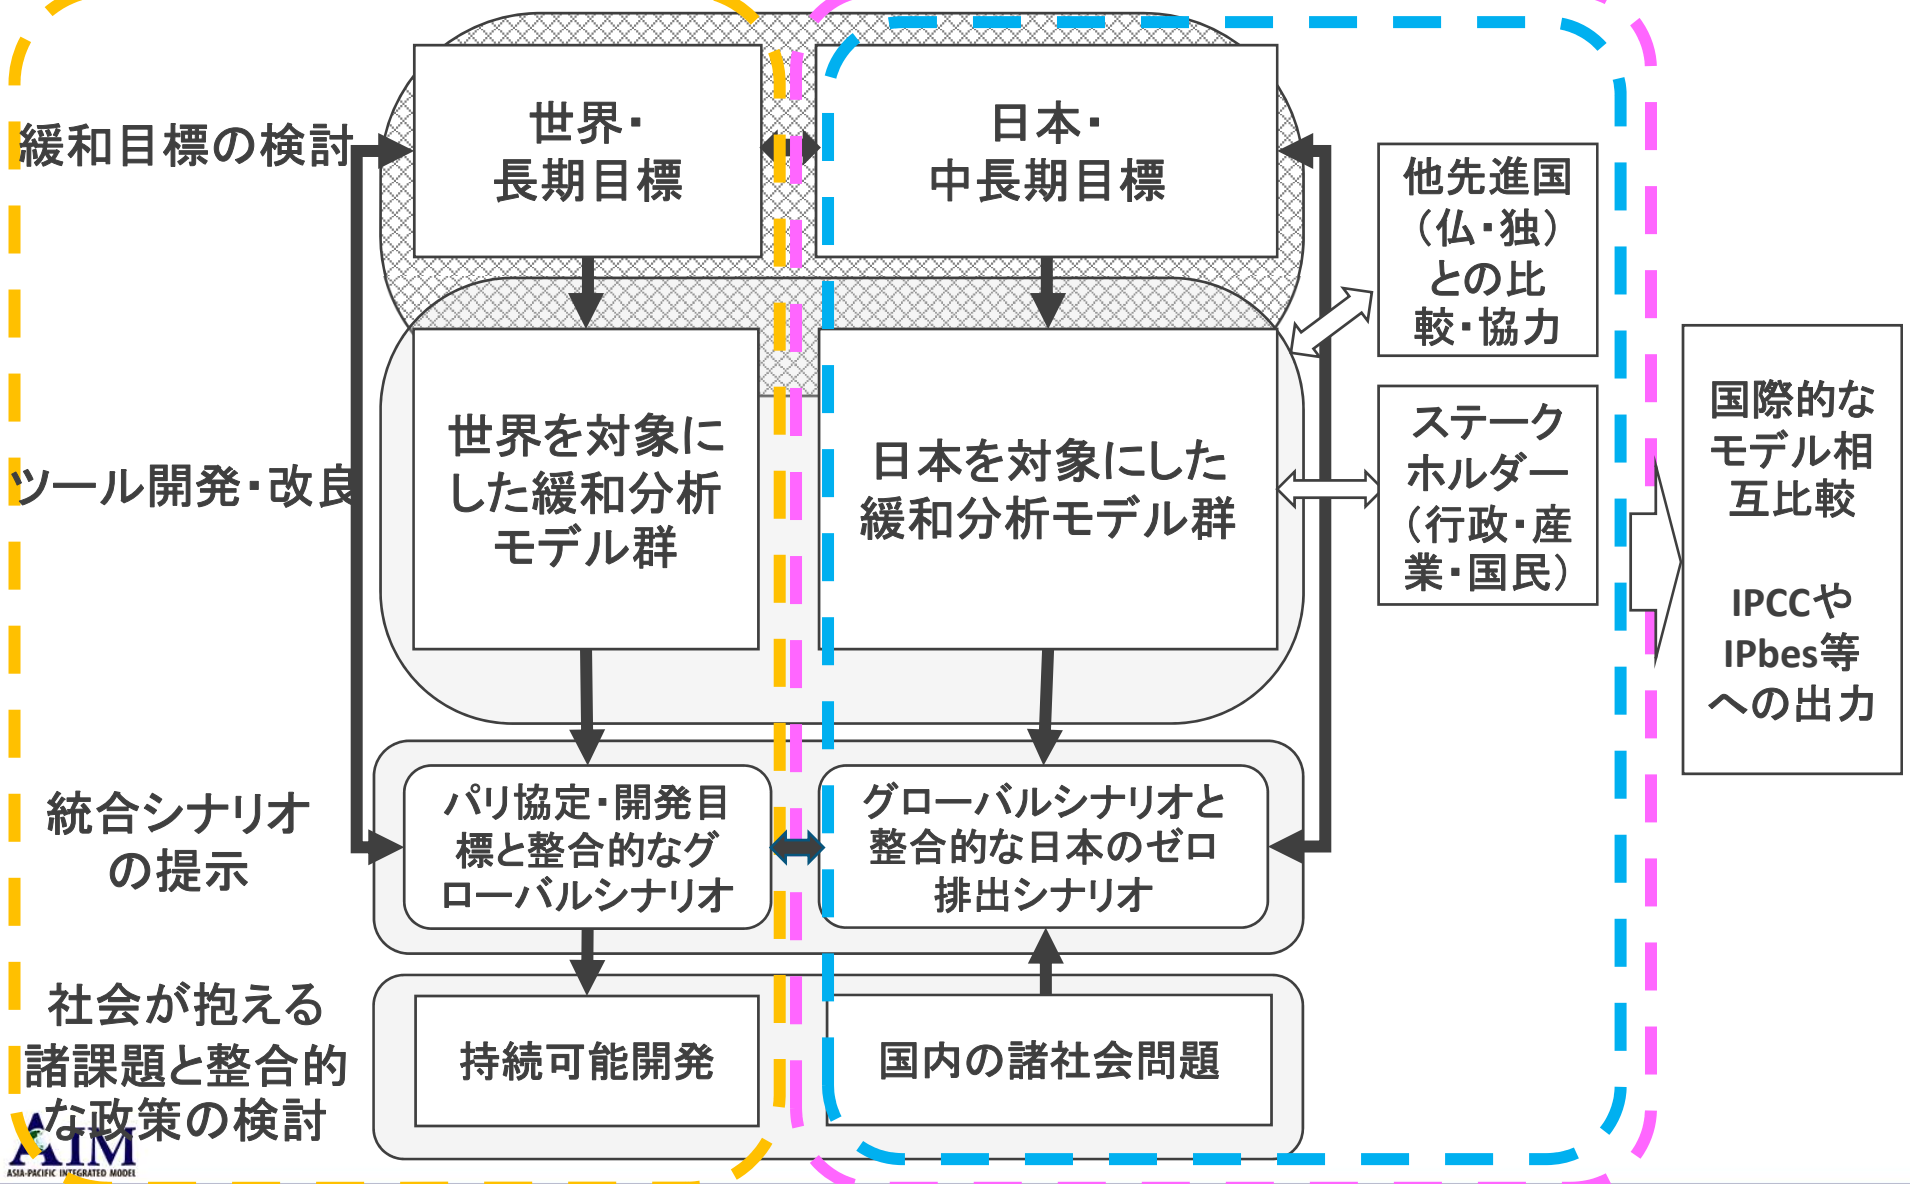 緩和目標の検討
世界・
長期目標
日本・
中長期目標
他先進国
（仏・独）
との比
較・協力
ツール開発・改良
世界を対象に
した緩和分析
モデル群
日本を対象にした
緩和分析モデル群
ステーク
ホルダー
（行政・産
業・国民）
国際的な
モデル相
互比較
IPCCや
IPbes等
への出力
統合シナリオ
の提示
パリ協定・開発目
標と整合的なグ
ローバルシナリオ
グローバルシナリオと
整合的な日本のゼロ
排出シナリオ
社会が抱える
諸課題と整合的
な政策の検討
持続可能開発
国内の諸社会問題
AIM
ASIA-PACIFIC INTEGRATED MODEL